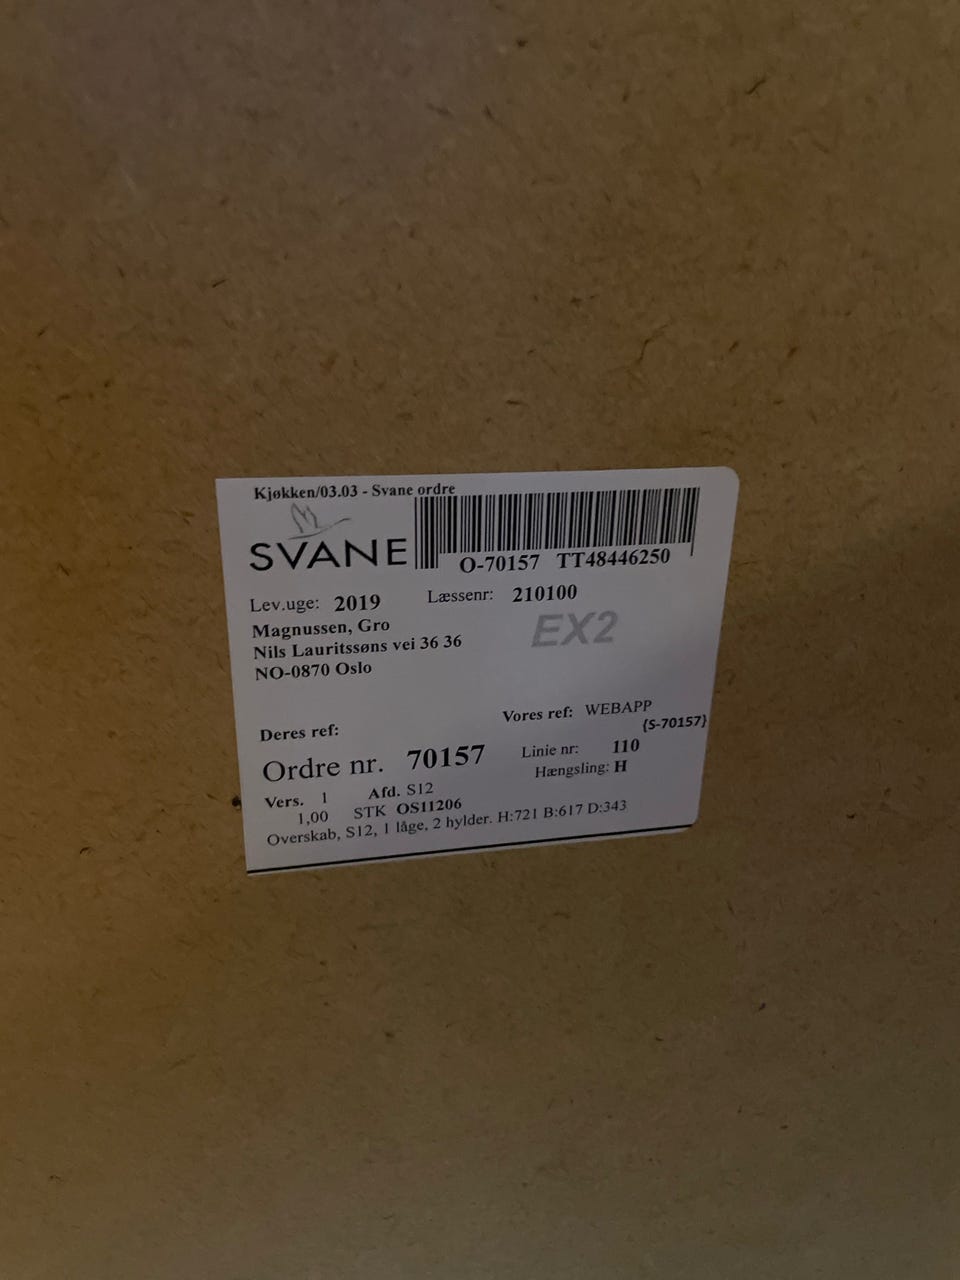 Kjøkken/03.03 - Svane ordre
SVANE
O-70157 TT48446250
Lev.uge: 2019 Læssenr: 210100
Magnussen, Gro
EX2
Nils Lauritssøns vei 36 36
NO-0870 Oslo
Deres ref: Vores ref: WEBAPP
{S-70157}
Ordre nr. 70157 Linie nr: 110
Hængsling: H
Vers. 1 Afd. S12
1,00 STK OS11206
Overskab, S12, 1 låge, 2 hylder. H:721 B:617 D:343